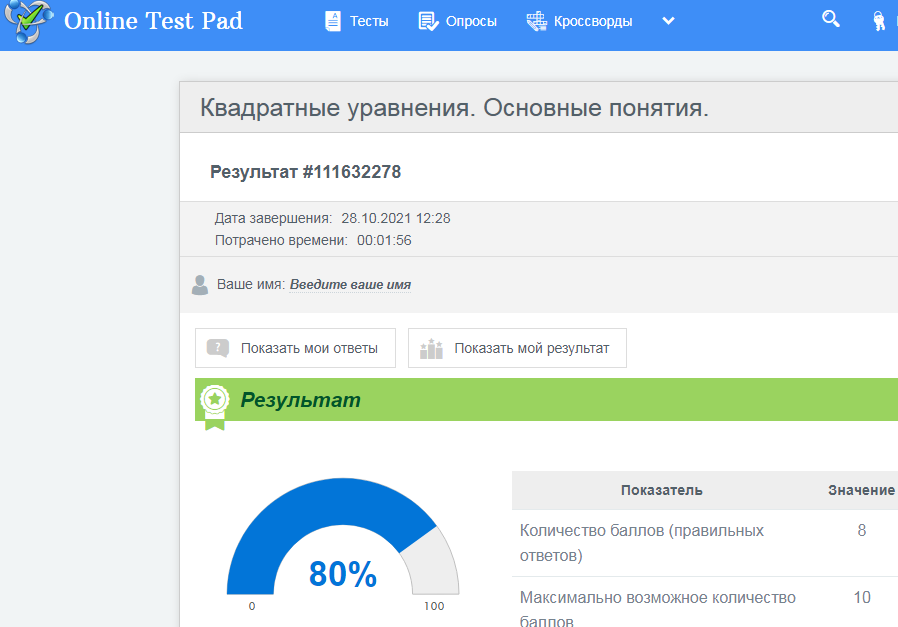 Online Test Pad Тесты Опросы Кроссворды
Квадратные уравнения. Основные понятия.
Результат #111632278
Дата завершения: 28.10.2021 12:28
Потрачено времени: 00:01:56
Ваше имя: Введите ваше имя
Показать мои ответы Показать мой результат
Результат
80%
0 100
Показатель Значение
Количество баллов (правильных 8
ответов)
Максимально возможное количество 10
баллов